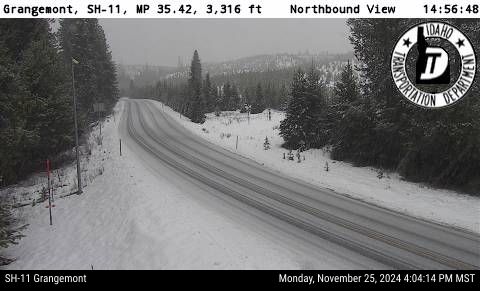 Grangemont, SH-11, MP 35.42, 3,316 ft Northbound View 14:56:48
IDAHO
TRANSPORTATION DEPARTMENT
SH-11 Grangemont Monday, November 25, 2024 4:04:14 PM MST